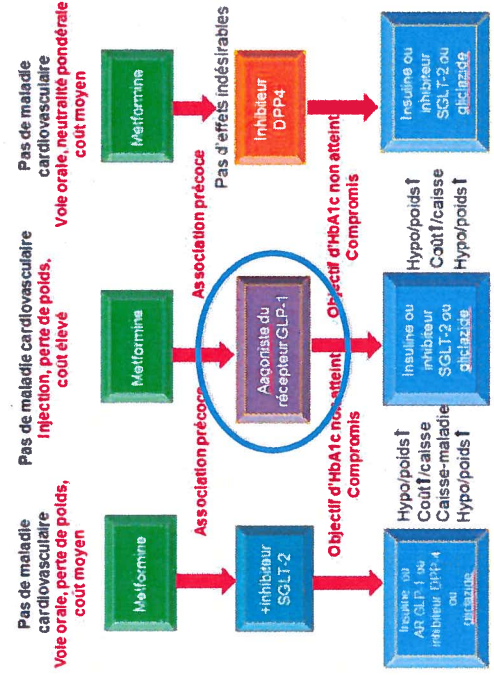 Pas de maladie
cardiovasculaire
Voie orale, perte de poids,
coût moyen
Metformine
Association précoce
+inhibiteur
SGLT-2
Objectif d'HbA1c non atteint
Compromis
Insuline ou
AR GLP-1 ou
inhibiteur DPP-4
ou
gliclazide
Hypo/poids↑
Coût↑/caisse
Caisse-maladie
Hypo/poids↑
Pas de maladie cardiovasculaire
Injection, perte de poids,
coût élevé
Metformine
Association précoce
Aagoniste du
récepteur GLP-1
Objectif d'HbA1c non atteint
Compromis
Insuline ou
inhibiteur
SGLT-2 ou
gliclazide
Hypo/poids↑
Coût↑/caisse
Hypo/poids↑
Pas de maladie
cardiovasculaire
Voie orale, neutralité pondérale
coût moyen
Metformine
Pas d'effets indésirables
Inhibiteur
DPP4
Insuline ou
inhibiteur
SGLT-2 ou
gliclazide